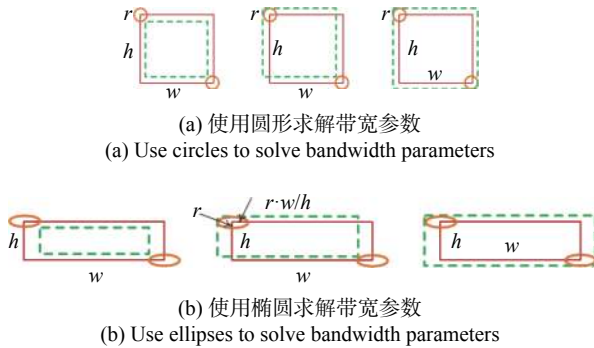 r r r
h h h
w w w
(a) 使用圆形求解带宽参数
(a) Use circles to solve bandwidth parameters
r r·w/h
h h h w
w w
(b) 使用椭圆求解带宽参数
(b) Use ellipses to solve bandwidth parameters